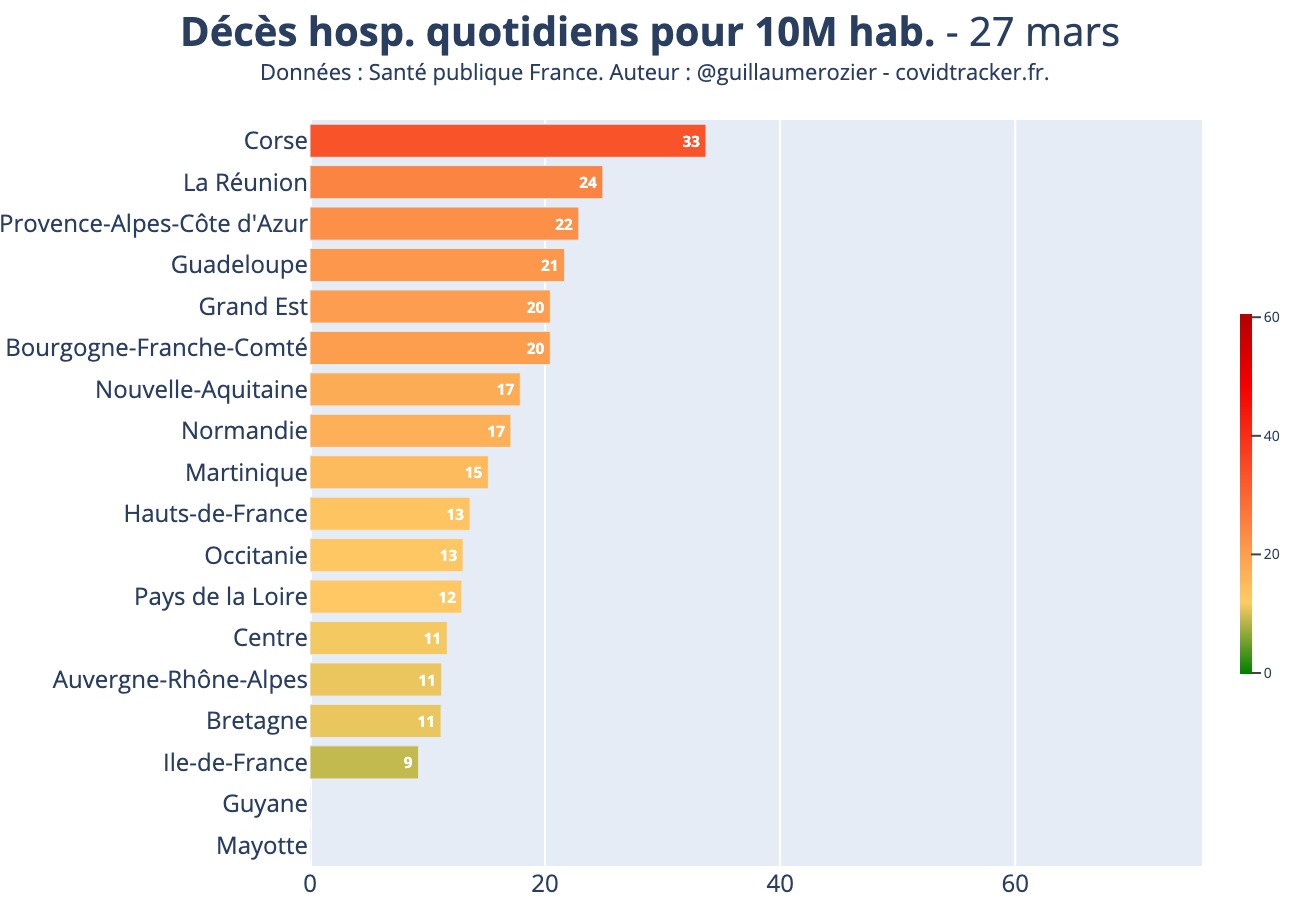 Décès hosp. quotidiens pour 10M hab. - 27 mars
Données : Santé publique France. Auteur : @guillaumerozier - covidtracker.fr.
Corse 33
La Réunion 24
Provence-Alpes-Côte d'Azur 22
Guadeloupe 21
Grand Est 20
Bourgogne-Franche-Comté 20
Nouvelle-Aquitaine 17
Normandie 17
Martinique 15
Hauts-de-France 13
Occitanie 13
Pays de la Loire 12
Centre 11
Auvergne-Rhône-Alpes 11
Bretagne 11
Ile-de-France 9
Guyane
Mayotte
0 20 40 60
60
40
20
0